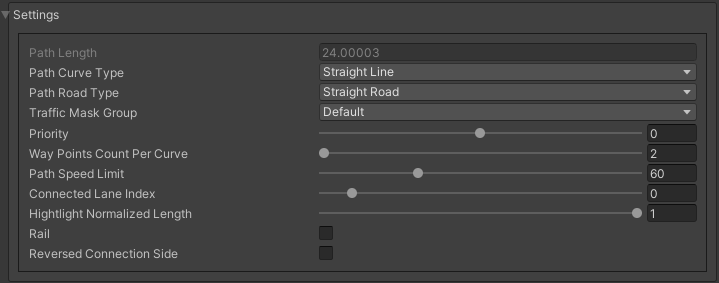 Settings
Path Length 24.00003
Path Curve Type Straight Line
Path Road Type Straight Road
Traffic Mask Group Default
Priority 0
Way Points Count Per Curve 2
Path Speed Limit 60
Connected Lane Index 0
Hightlight Normalized Length 1
Rail
Reversed Connection Side